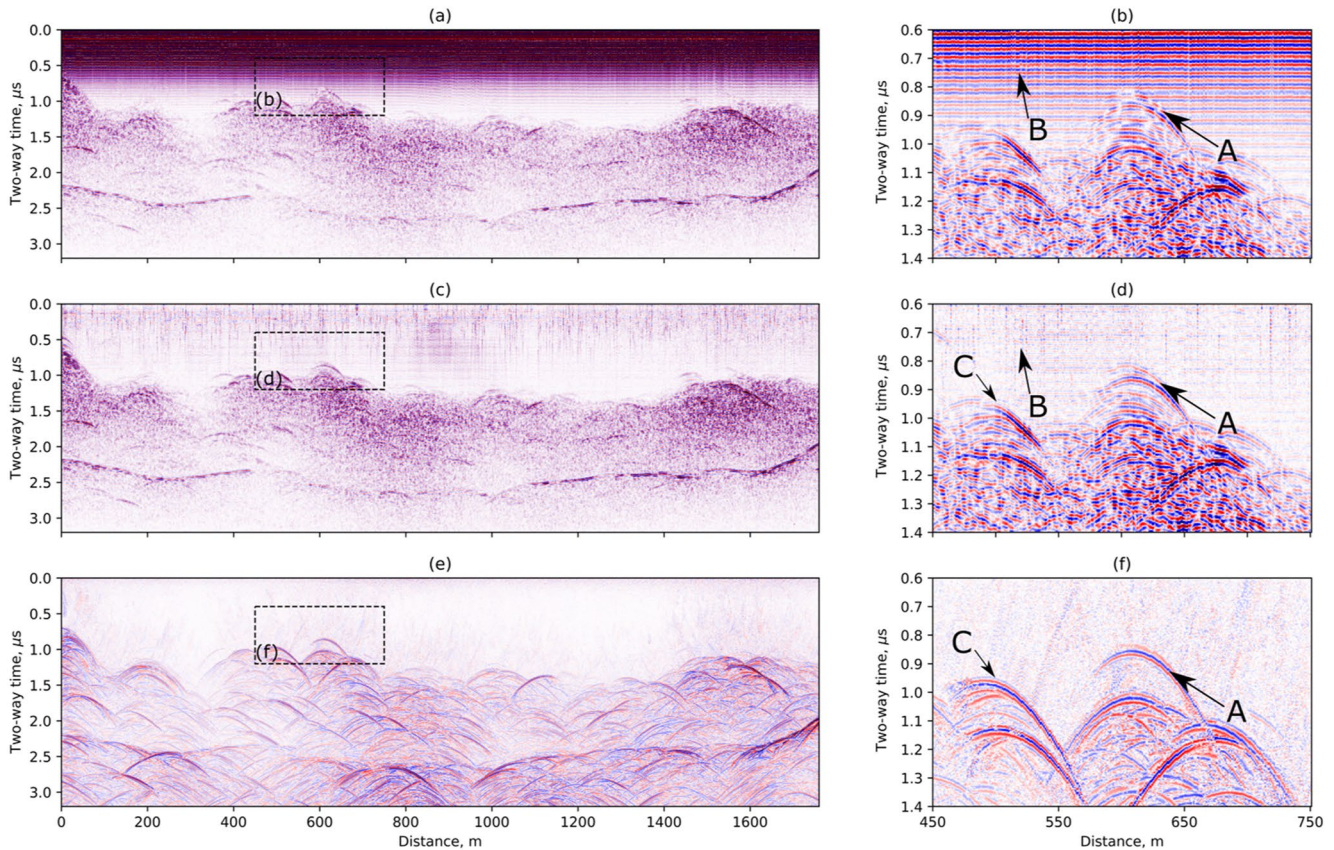 (a)
(b)
0.0
0.5
1.0
1.5
2.0
2.5
3.0
Two-way time, μs
(b)
0.6
0.7
0.8
0.9
1.0
1.1
1.2
1.3
1.4
Two-way time, μs
B
A
450
550
650
750
(c)
(d)
0.0
0.5
1.0
1.5
2.0
2.5
3.0
Two-way time, μs
(d)
0.6
0.7
0.8
0.9
1.0
1.1
1.2
1.3
1.4
Two-way time, μs
C
B
A
(e)
(f)
0.0
0.5
1.0
1.5
2.0
2.5
3.0
Two-way time, μs
(f)
0 200 400 600 800 1000 1200 1400 1600
Distance, m
0.6
0.7
0.8
0.9
1.0
1.1
1.2
1.3
1.4
Two-way time, μs
C
A
450 550 650 750
Distance, m